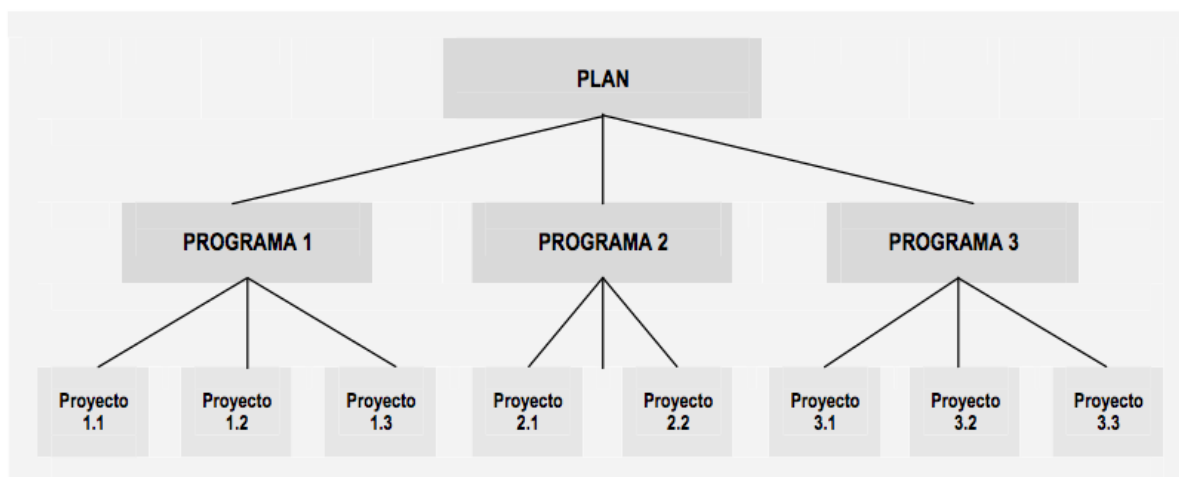 PLAN
PROGRAMA 1
PROGRAMA 2
PROGRAMA 3
Proyecto
1.1
Proyecto
1.2
Proyecto
1.3
Proyecto
2.1
Proyecto
2.2
Proyecto
3.1
Proyecto
3.2
Proyecto
3.3